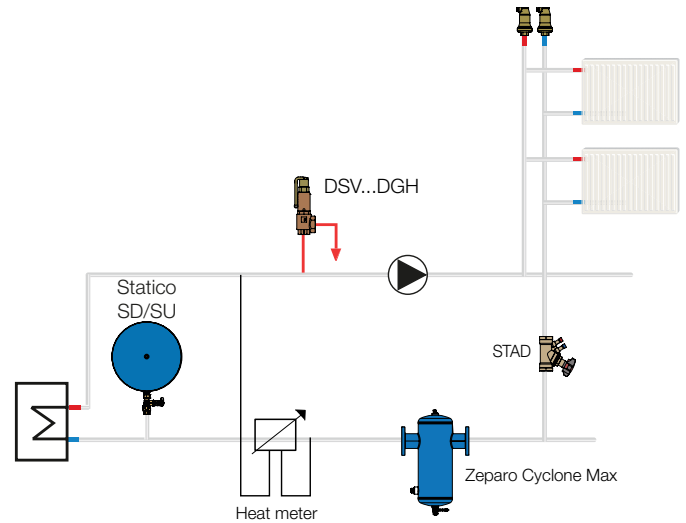 DSV...DGH
Statico
SD/SU
STAD
Zeparo Cyclone Max
Heat meter